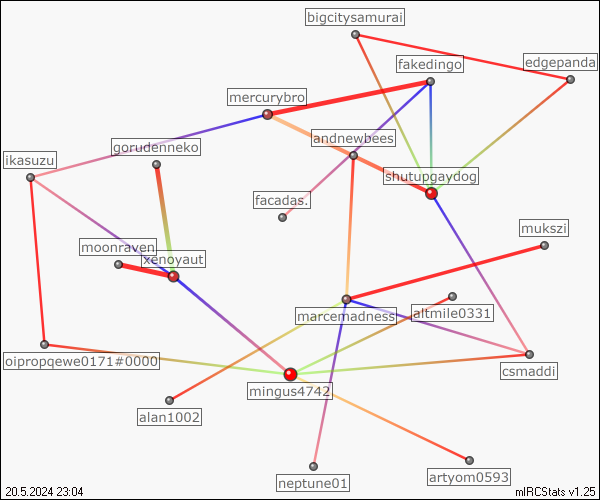 bigcitysamurai
fakedingo
edgepanda
mercurybro
andnewbees
gorudenneko
ikasuzu
shutupgaydog
facadas.
mukszi
moonraven
xenoyaut
marcemadness
altmile0331
oipropqewe0171#0000
csmaddi
mingus4742
alan1002
neptune01
artyom0593
20.5.2024 23:04
mIRCStats v1.25